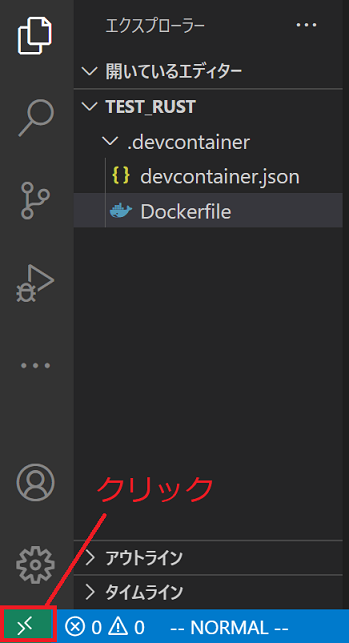 エクスプローラー ...
開いているエディター
TEST_RUST
.devcontainer
{} devcontainer.json
Dockerfile
クリック
アウトライン
タイムライン
0 0 -- NORMAL --